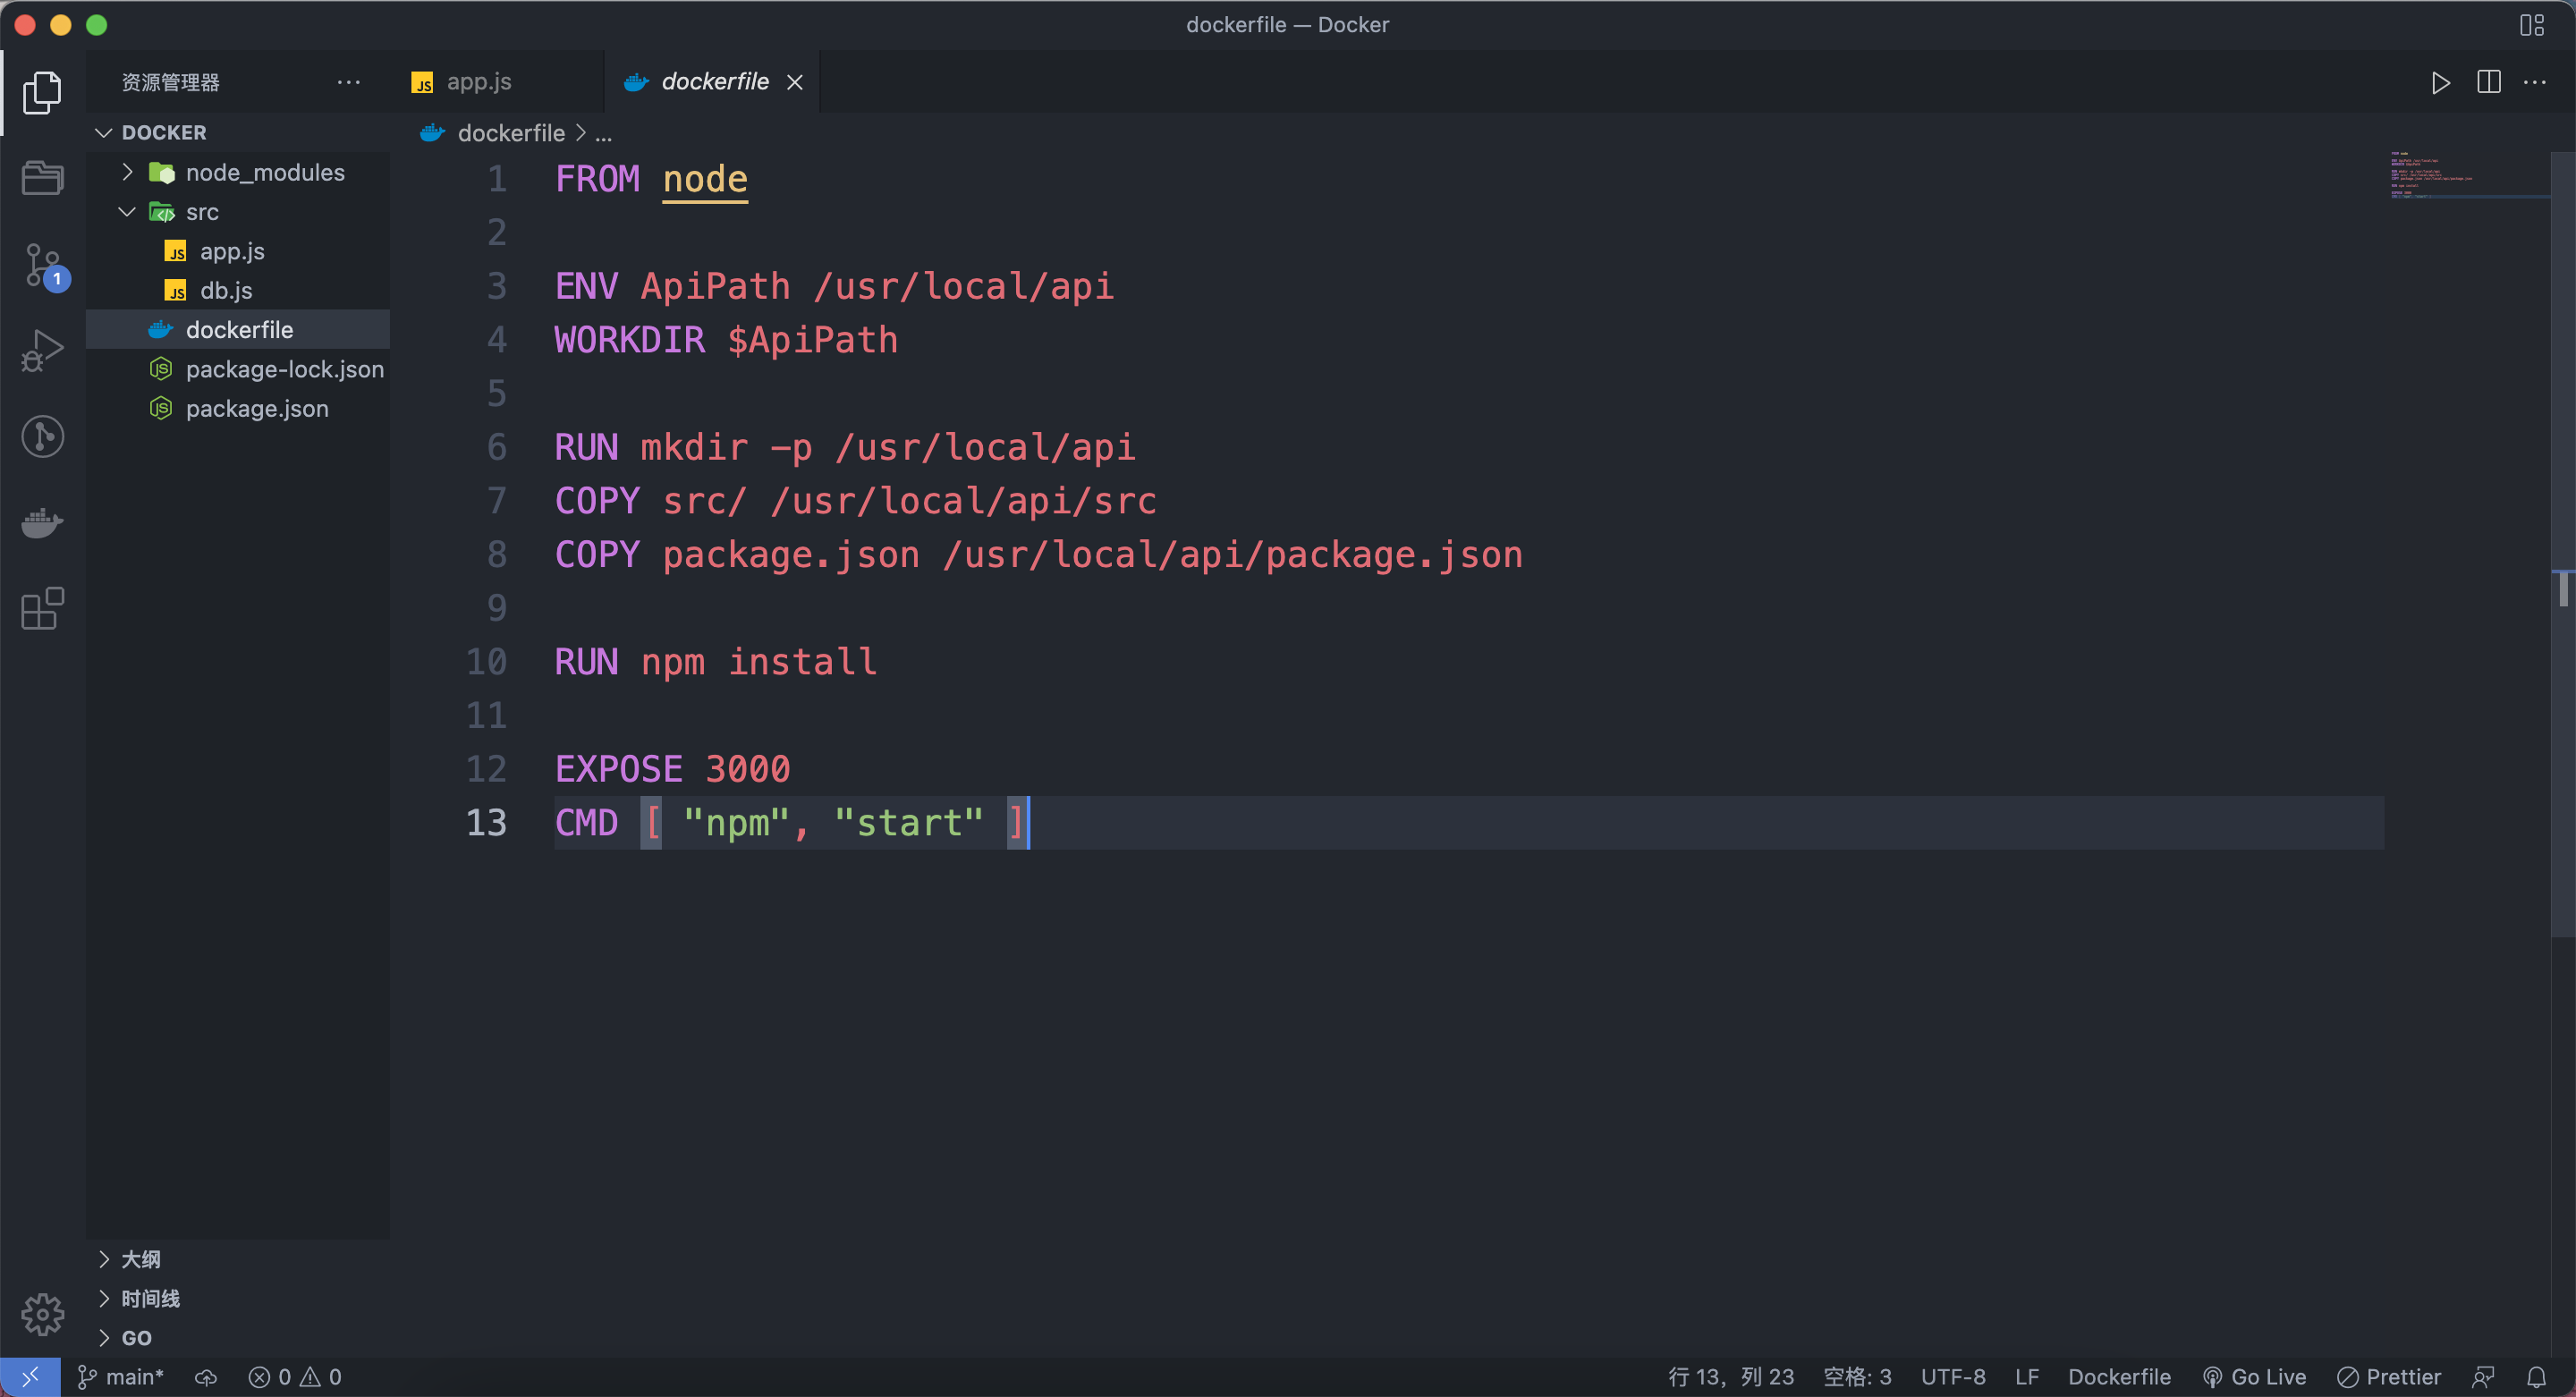 dockerfile — Docker
资源管理器
app.js
dockerfile
DOCKER
node_modules
src
app.js
db.js
dockerfile
package-lock.json
package.json
大纲
时间线
GO
dockerfile > ...
1 FROM node
2
3 ENV ApiPath /usr/local/api
4 WORKDIR $ApiPath
5
6 RUN mkdir -p /usr/local/api
7 COPY src/ /usr/local/api/src
8 COPY package.json /usr/local/api/package.json
9
10 RUN npm install
11
12 EXPOSE 3000
13 CMD [ "npm", "start" ]
1
main* 0 0 行 13，列 23 空格: 3 UTF-8 LF Dockerfile Go Live Prettier